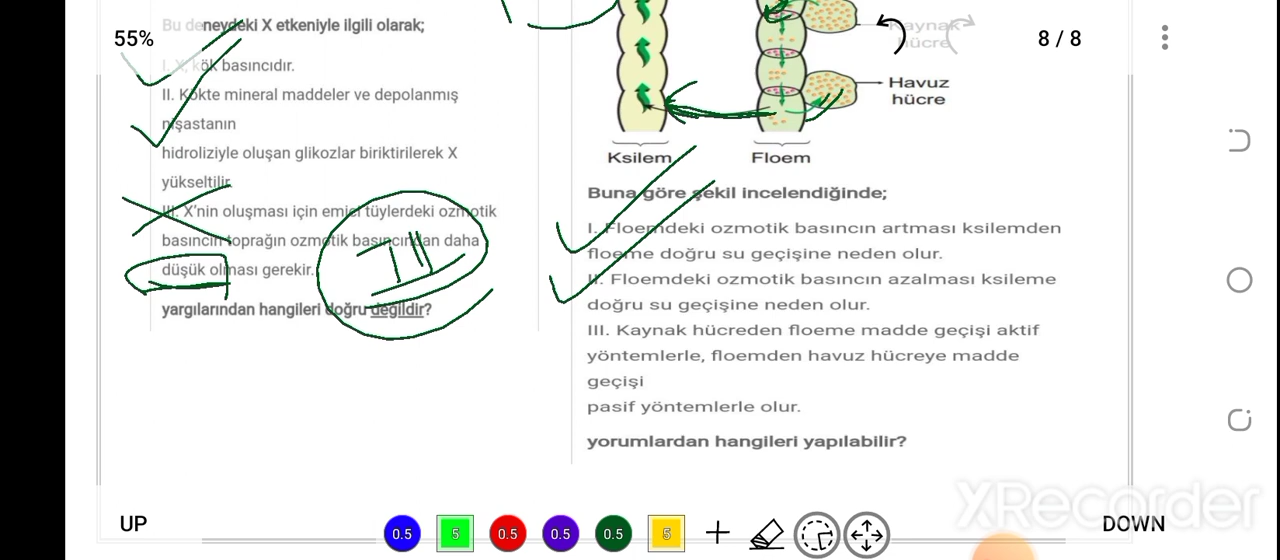 Bu deneydeki X etkeniyle ilgili olarak;
55%
I. X, kök basıncıdır.
II. Kökte mineral maddeler ve depolanmış
nişastanın
hidroliziyle oluşan glikozlar biriktirilerek X
yükseltilir.
III. X'nin oluşması için emici tüylerdeki ozmotik
basıncın toprağın ozmotik basıncından daha
düşük olması gerekir.
yargılarından hangileri doğru değildir?
III
Kaynak
hücre
8 / 8
Havuz
hücre
Ksilem
Floem
Buna göre şekil incelendiğinde;
I. Floemdeki ozmotik basıncın artması ksilemden
floeme doğru su geçişine neden olur.
II. Floemdeki ozmotik basıncın azalması ksileme
doğru su geçişine neden olur.
III. Kaynak hücreden floeme madde geçişi aktif
yöntemlerle, floemden havuz hücreye madde
geçişi
pasif yöntemlerle olur.
yorumlardan hangileri yapılabilir?
XRecorder
UP
0.5
5
0.5
0.5
0.5
5
DOWN